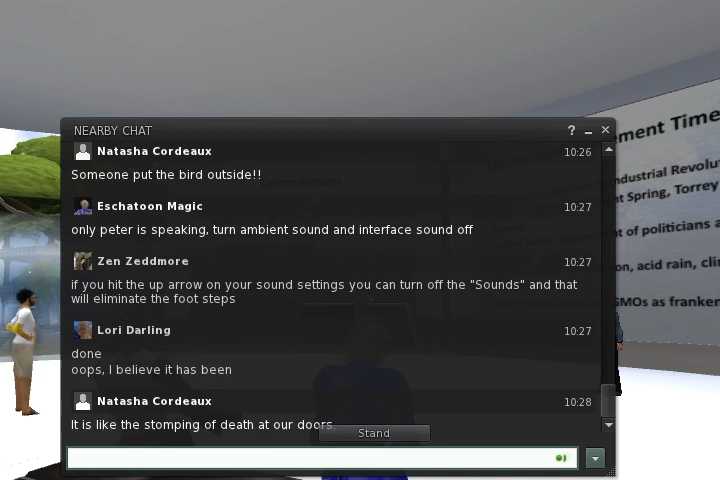 NEARBY CHAT
? _ ×
Natasha Cordeaux 10:26
Someone put the bird outside!!
Eschatoon Magic 10:27
only peter is speaking, turn ambient sound and interface sound off
Zen Zeddmore 10:27
if you hit the up arrow on your sound settings you can turn off the "Sounds" and that
will eliminate the foot steps
Lori Darling 10:27
done
oops, I believe it has been
Natasha Cordeaux 10:28
It is like the stomping of death at our doors.
Stand
ement Time
ndustrial Revolu
t Spring, Torrey
t of politicians a
on, acid rain, cli
GMOs as franken